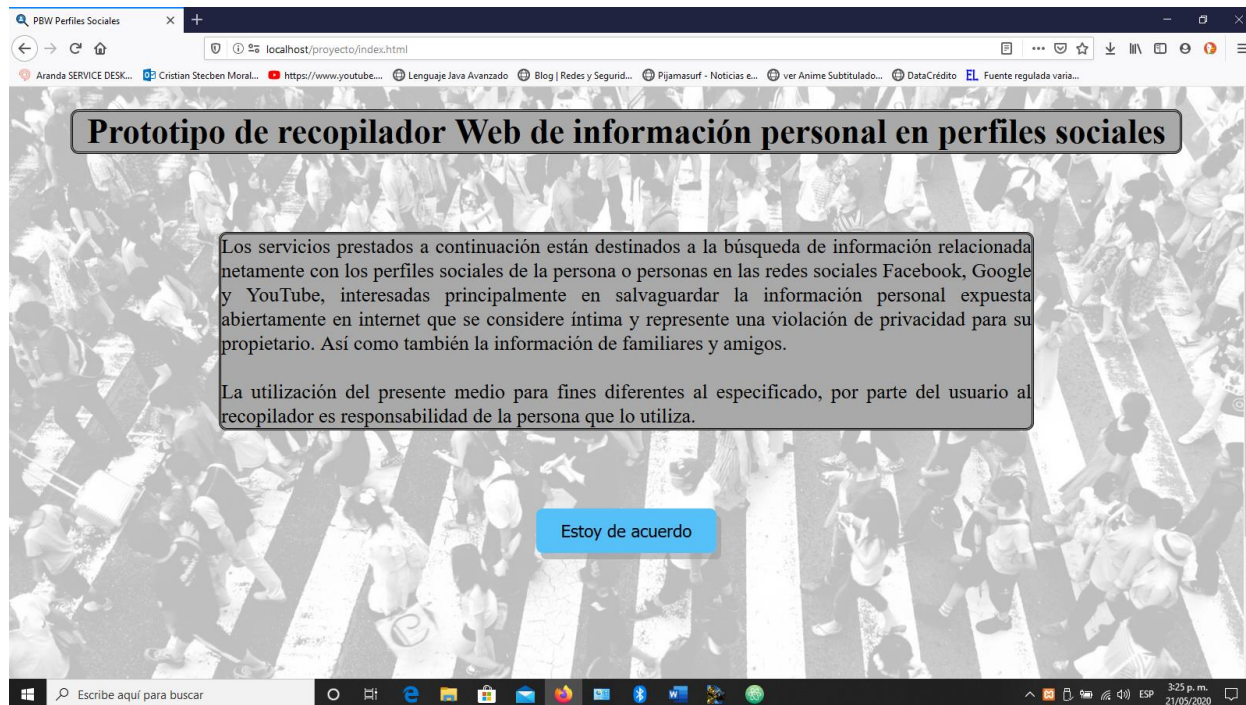 PBW Perfiles Sociales
localhost/proyecto/index.html
Aranda SERVICE DESK... Cristian Stecben Moral... https://www.youtube... Lenguaje Java Avanzado Blog | Redes y Segurid... Pijamasurf - Noticias e... ver Anime Subtitulado... DataCrédito EL Fuente regulada varia...
Prototipo de recopilador Web de información personal en perfiles sociales
Los servicios prestados a continuación están destinados a la búsqueda de información relacionada
netamente con los perfiles sociales de la persona o personas en las redes sociales Facebook, Google
y YouTube, interesadas principalmente en salvaguardar la información personal expuesta
abiertamente en internet que se considere íntima y represente una violación de privacidad para su
propietario. Así como también la información de familiares y amigos.
La utilización del presente medio para fines diferentes al especificado, por parte del usuario al
recopilador es responsabilidad de la persona que lo utiliza.
Estoy de acuerdo
Escribe aquí para buscar
ESP
3:25 p. m.
21/05/2020